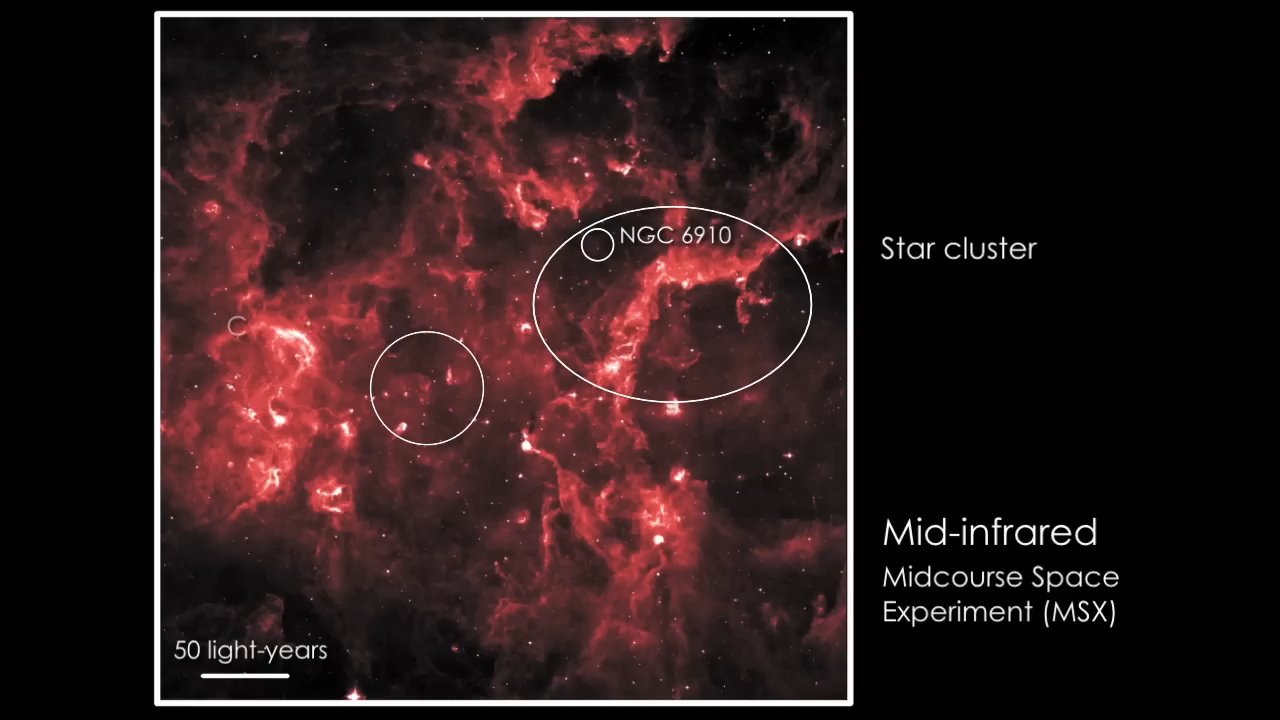 NGC 6910
Star cluster
C
Mid-infrared
Midcourse Space
Experiment (MSX)
50 light-years